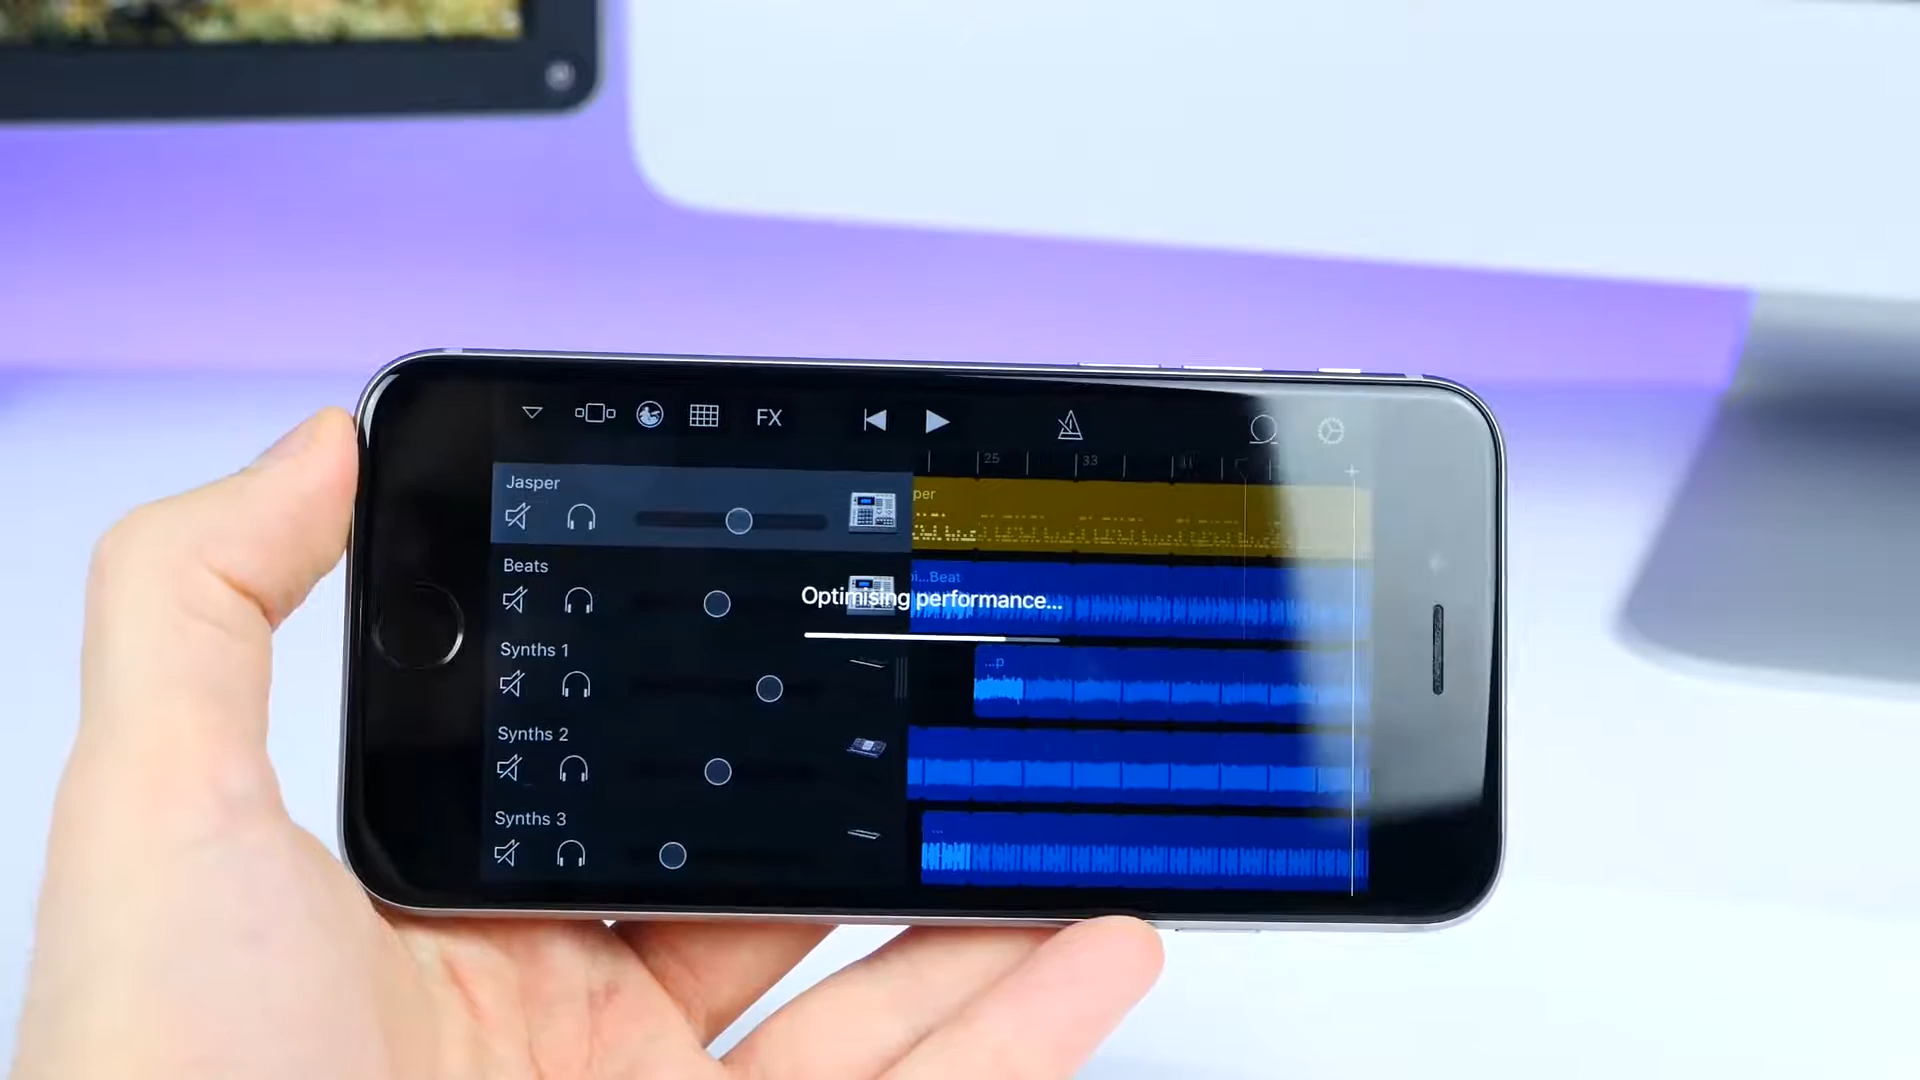 FX
25
33
Jasper
per
Beats
...Beat
Optimising performance...
Synths 1
...p
Synths 2
Synths 3
...